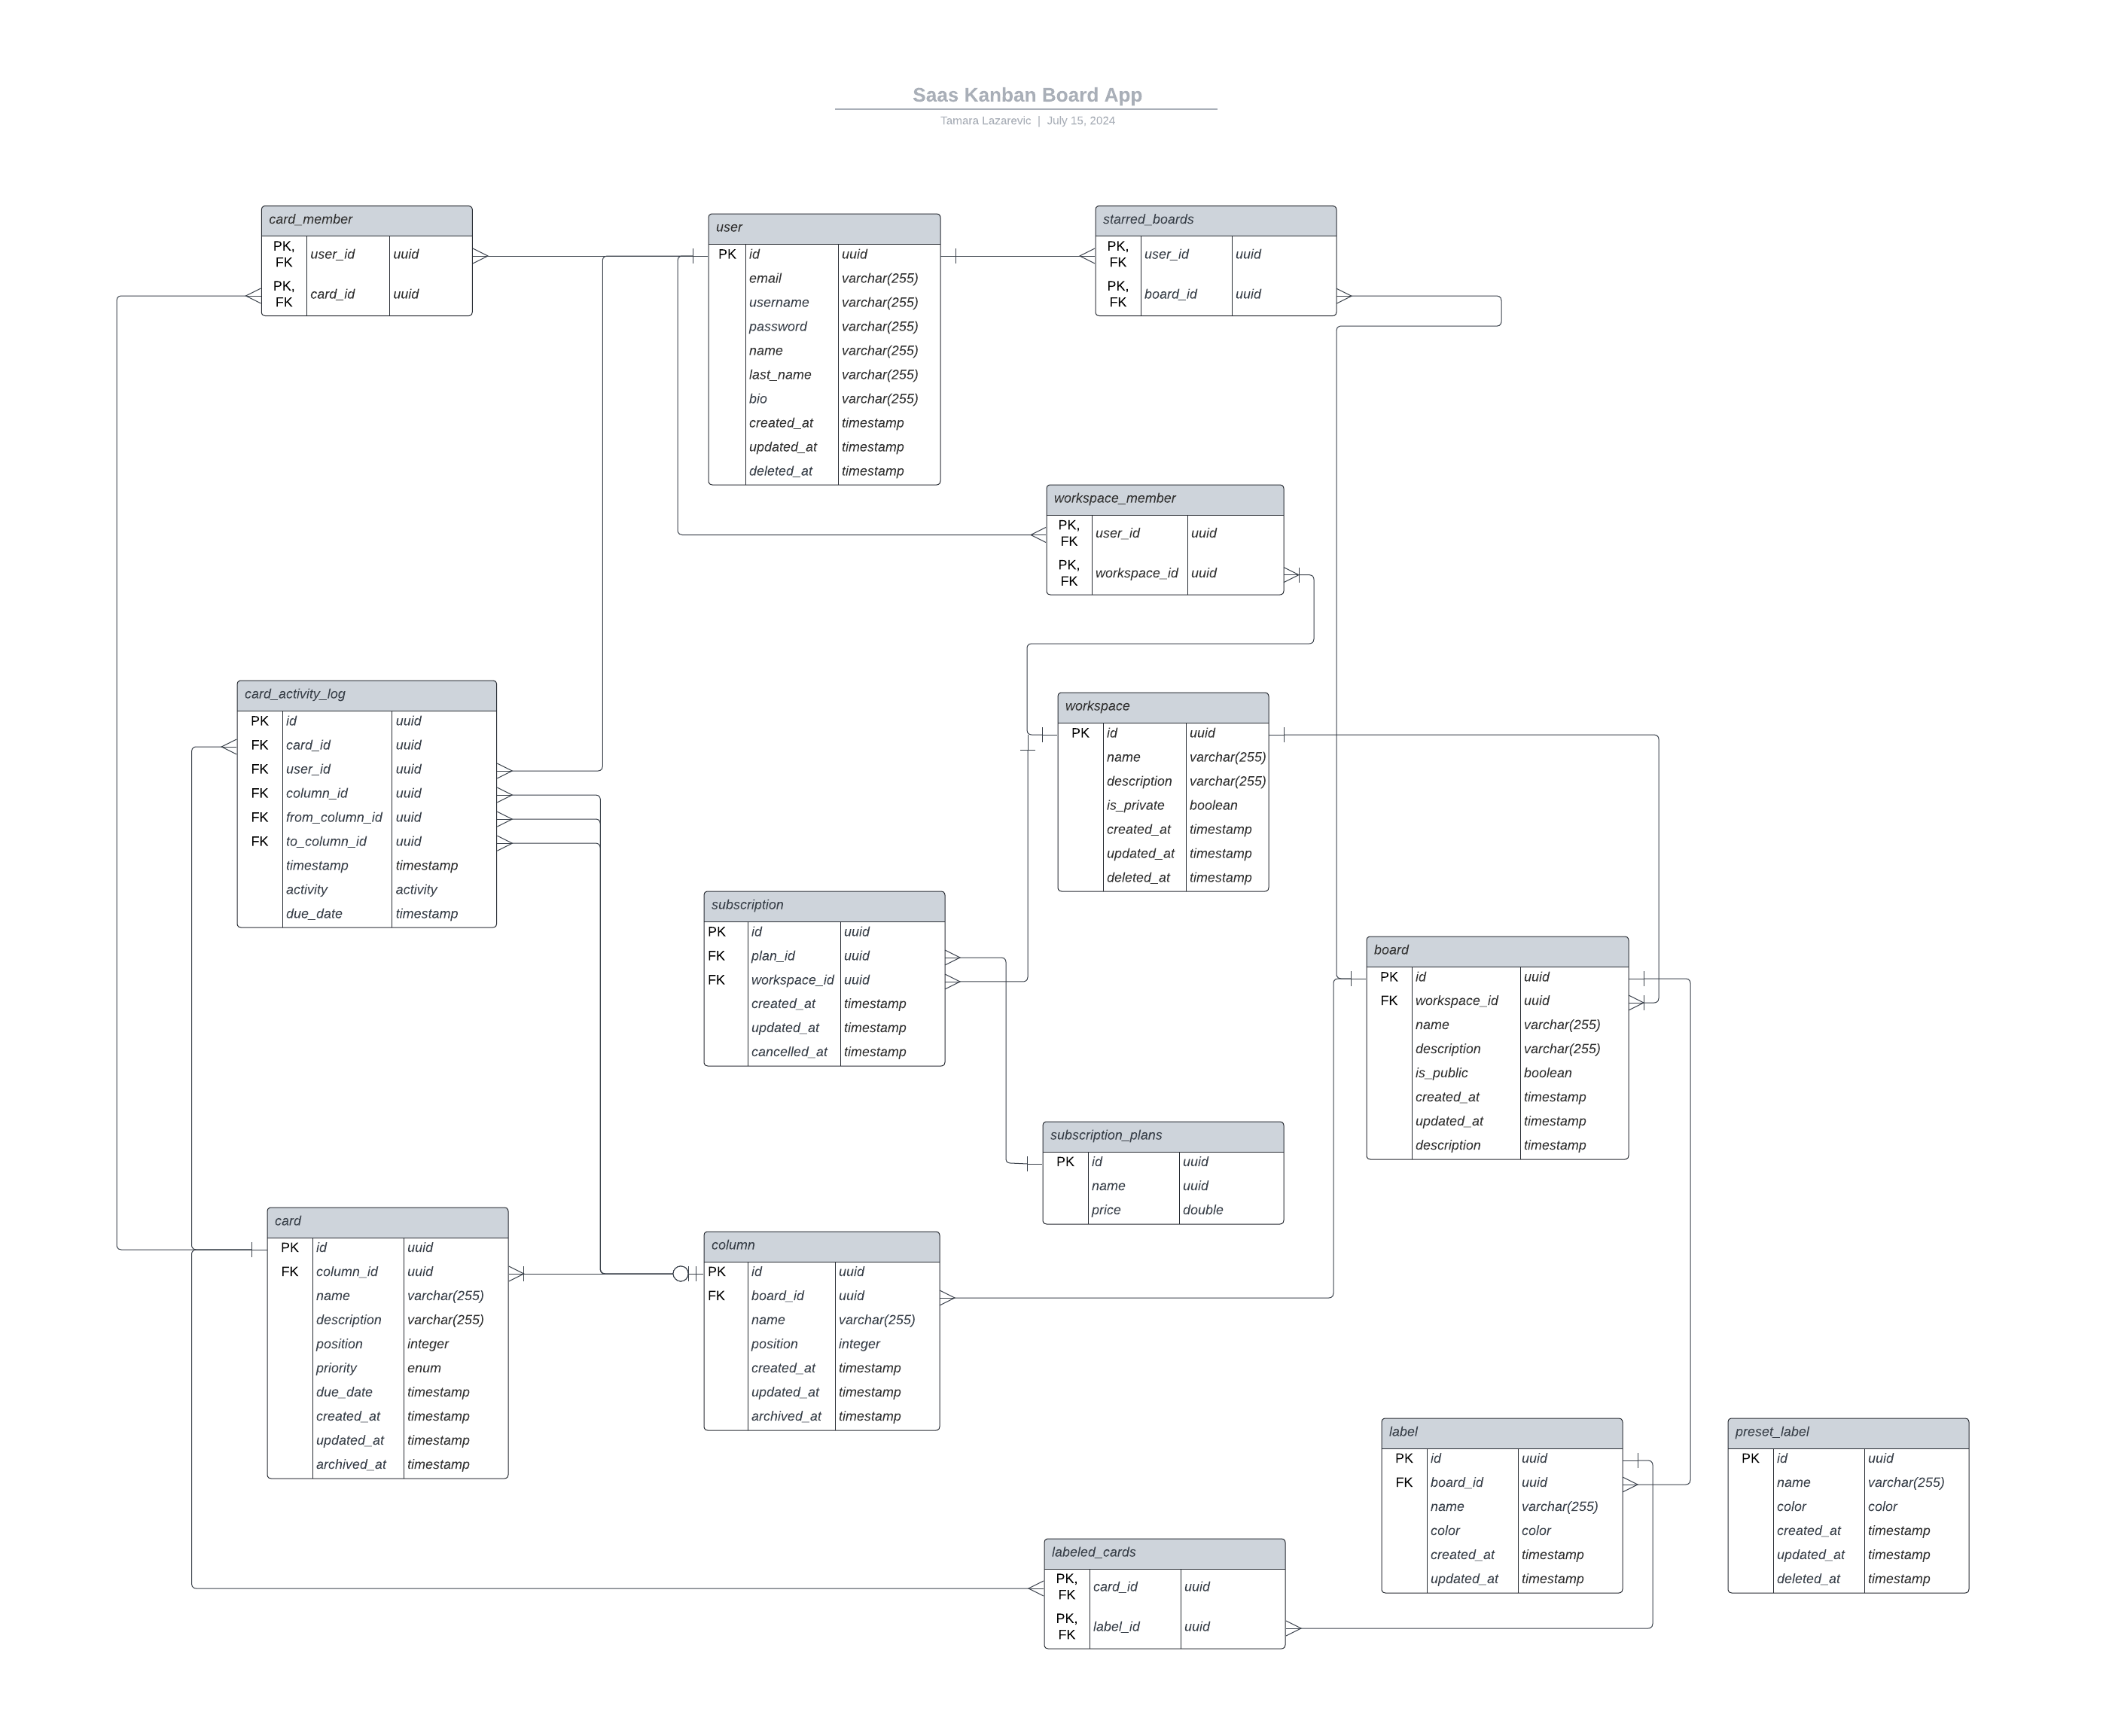 Saas Kanban Board App
Tamara Lazarevic | July 15, 2024
card_member
PK, FK user_id uuid
PK, FK card_id uuid
user
PK id uuid
email varchar(255)
username varchar(255)
password varchar(255)
name varchar(255)
last_name varchar(255)
bio varchar(255)
created_at timestamp
updated_at timestamp
deleted_at timestamp
starred_boards
PK, FK user_id uuid
PK, FK board_id uuid
workspace_member
PK, FK user_id uuid
PK, FK workspace_id uuid
card_activity_log
PK id uuid
FK card_id uuid
FK user_id uuid
FK column_id uuid
FK from_column_id uuid
FK to_column_id uuid
timestamp timestamp
activity activity
due_date timestamp
workspace
PK id uuid
name varchar(255)
description varchar(255)
is_private boolean
created_at timestamp
updated_at timestamp
deleted_at timestamp
subscription
PK id uuid
FK plan_id uuid
FK workspace_id uuid
created_at timestamp
updated_at timestamp
cancelled_at timestamp
board
PK id uuid
FK workspace_id uuid
name varchar(255)
description varchar(255)
is_public boolean
created_at timestamp
updated_at timestamp
description timestamp
subscription_plans
PK id uuid
name uuid
price double
card
PK id uuid
FK column_id uuid
name varchar(255)
description varchar(255)
position integer
priority enum
due_date timestamp
created_at timestamp
updated_at timestamp
archived_at timestamp
column
PK id uuid
FK board_id uuid
name varchar(255)
position integer
created_at timestamp
updated_at timestamp
archived_at timestamp
label
PK id uuid
FK board_id uuid
name varchar(255)
color color
created_at timestamp
updated_at timestamp
preset_label
PK id uuid
name varchar(255)
color color
created_at timestamp
updated_at timestamp
deleted_at timestamp
labeled_cards
PK, FK card_id uuid
PK, FK label_id uuid